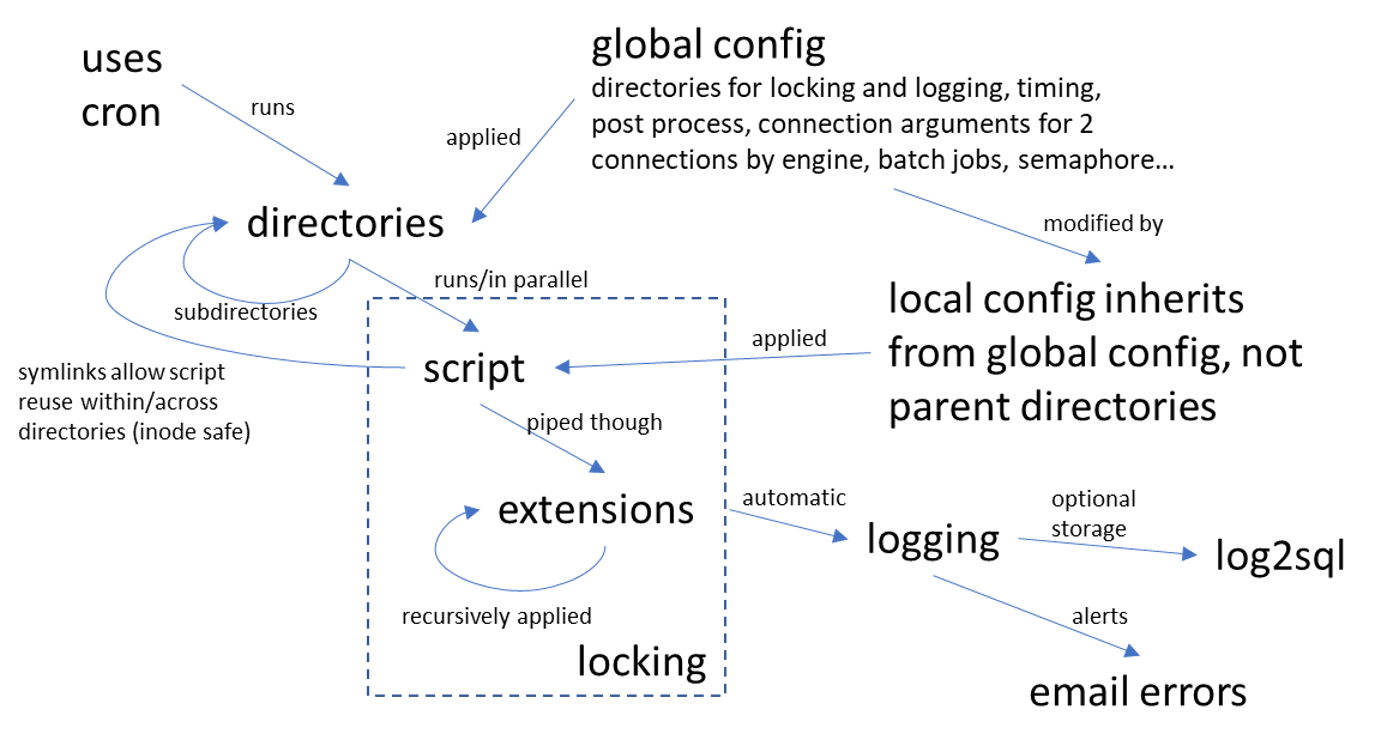 uses
cron
runs
global config
directories for locking and logging, timing,
post process, connection arguments for 2
connections by engine, batch jobs, semaphore...
applied
directories
modified by
subdirectories
runs/in parallel
local config inherits
from global config, not
parent directories
applied
script
symlinks allow script
reuse within/across
directories (inode safe)
piped though
extensions
recursively applied
locking
automatic
logging
optional
storage
log2sql
alerts
email errors